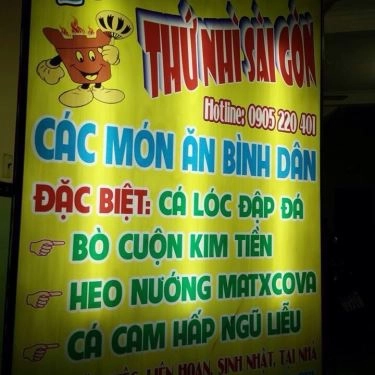 THỨ NHÌ SÀI GÒN
Hotline: 0905 220 401
CÁC MÓN ĂN BÌNH DÂN
ĐẶC BIỆT: CÁ LÓC ĐẬP ĐÁ
BÒ CUỘN KIM TIỀN
HEO NƯỚNG MATXCOVA
CÁ CAM HẤP NGŨ LIỄU
LIÊN HOAN, SINH NHẬT, TẠI NHÀ